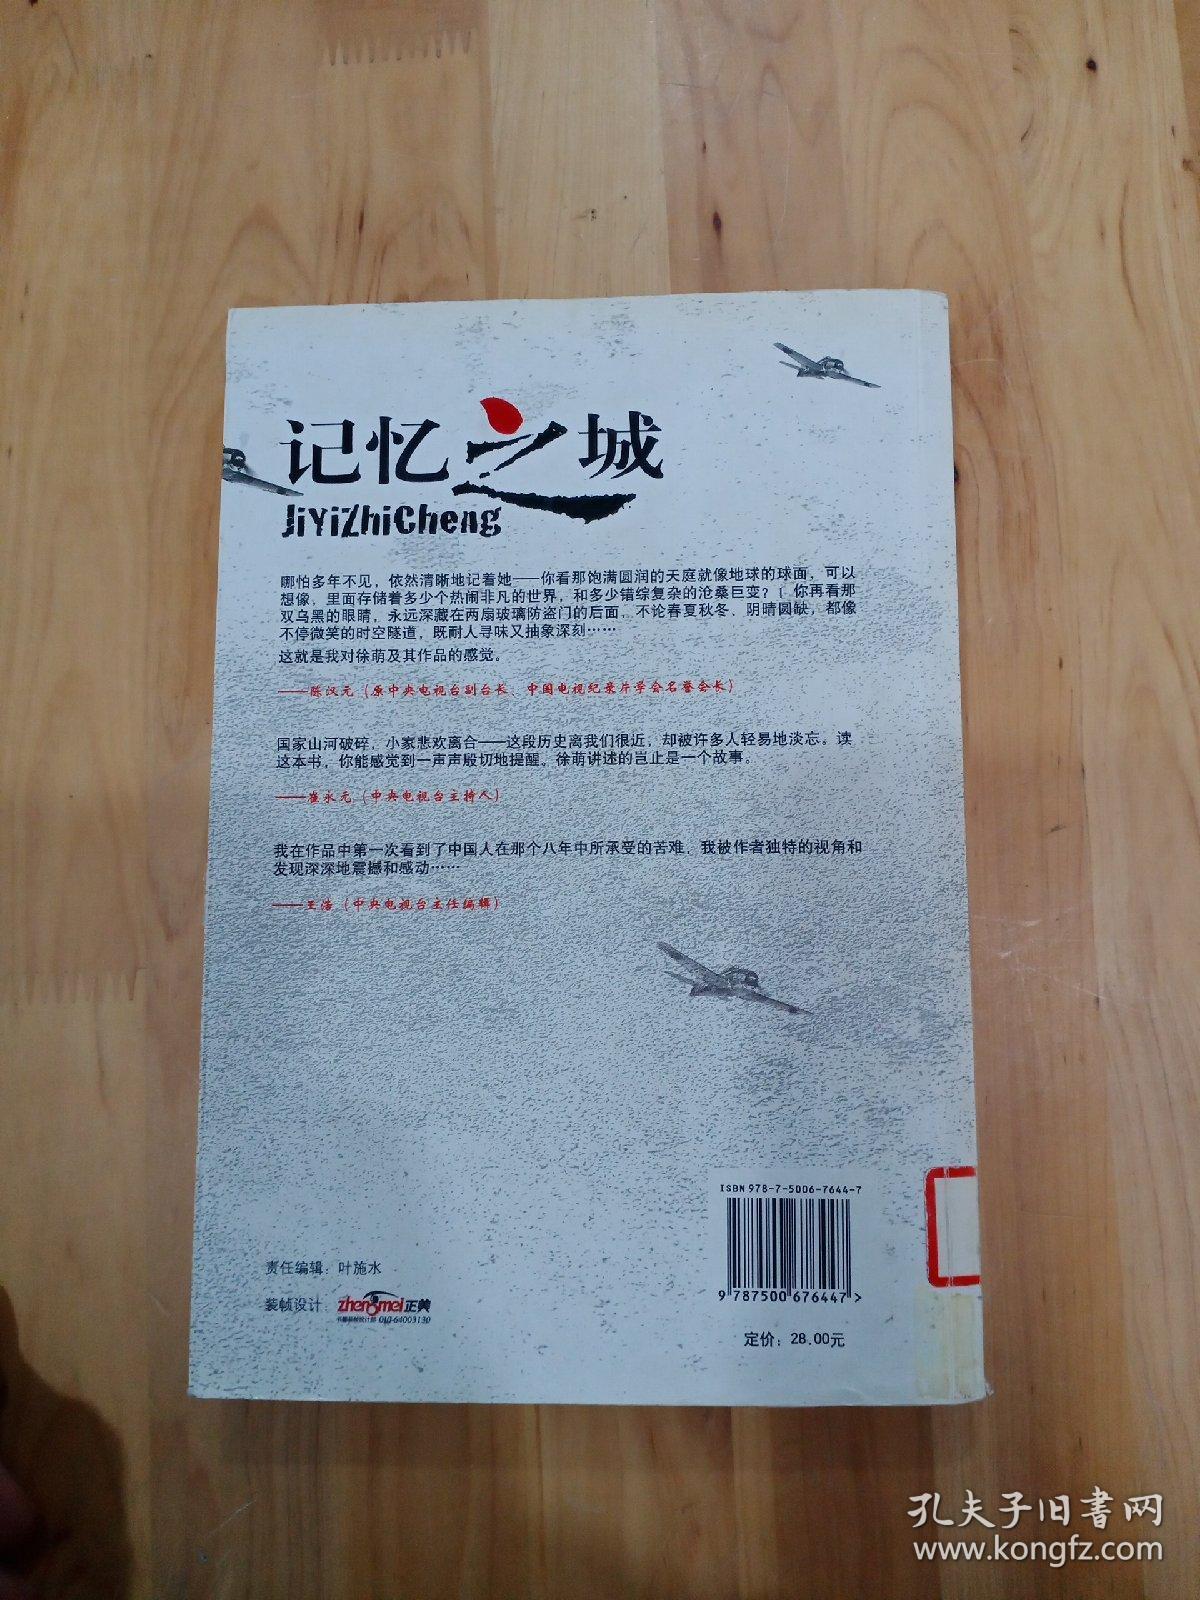 记忆之城
JiYiZhiCheng
哪怕多年不见，依然清晰地记着她——你看那饱满圆润的天庭就像地球的球面，可以
想像，里面存储着多少个热闹非凡的世界，和多少错综复杂的沧桑巨变？！你再看那
双乌黑的眼睛，永远深藏在两扇玻璃防盗门的后面，不论春夏秋冬、阴晴圆缺，都像
不停微笑的时空隧道，既耐人寻味又抽象深刻……
这就是我对徐萌及其作品的感觉。
——陈汉元（原中央电视台副台长、中国电视纪录片学会名誉会长）
国家山河破碎，小家悲欢离合——这段历史离我们很近，却被许多人轻易地淡忘。读
这本书，你能感觉到一声声殷切地提醒，徐萌讲述的岂止是一个故事。
——崔永元（中央电视台主持人）
我在作品中第一次看到了中国人在那个八年中所承受的苦难，我被作者独特的视角和
发现深深地震撼和感动……
——王浩（中央电视台主任编辑）
ISBN 978-7-5006-7644-7
9 787500 676447 >
定价：28.00元
责任编辑：叶施水
装帧设计：zhengmei正美
010-64003130
孔夫子旧书网
www.kongfz.com